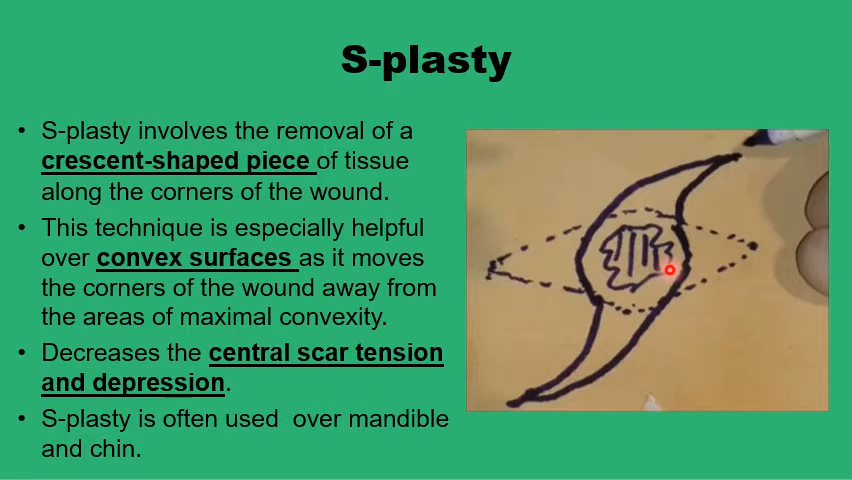 S-plasty
• S-plasty involves the removal of a
crescent-shaped piece of tissue
along the corners of the wound.
• This technique is especially helpful
over convex surfaces as it moves
the corners of the wound away from
the areas of maximal convexity.
• Decreases the central scar tension
and depression.
• S-plasty is often used  over mandible
and chin.